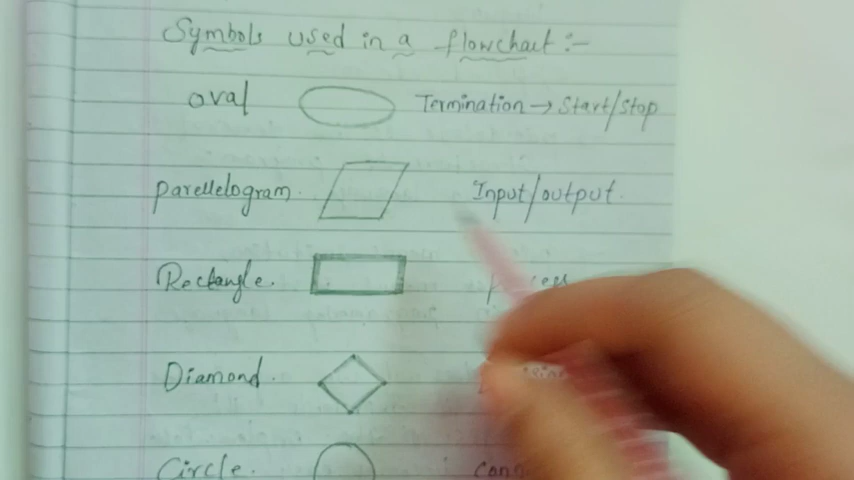 Symbols used in a flowchart :-
oval Termination → Start/Stop
parellelogram. Input/output.
Rectangle.
Diamond.
Circle.